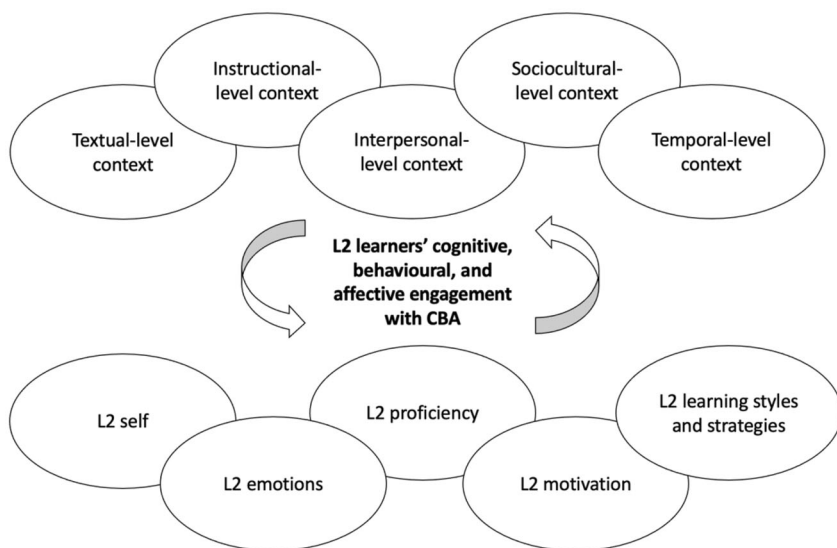 Instructional-
level context
Sociocultural-
level context
Textual-level
context
Interpersonal-
level context
Temporal-level
context
L2 learners’ cognitive,
behavioural, and
affective engagement
with CBA
L2 self
L2 proficiency
L2 learning styles
and strategies
L2 emotions
L2 motivation